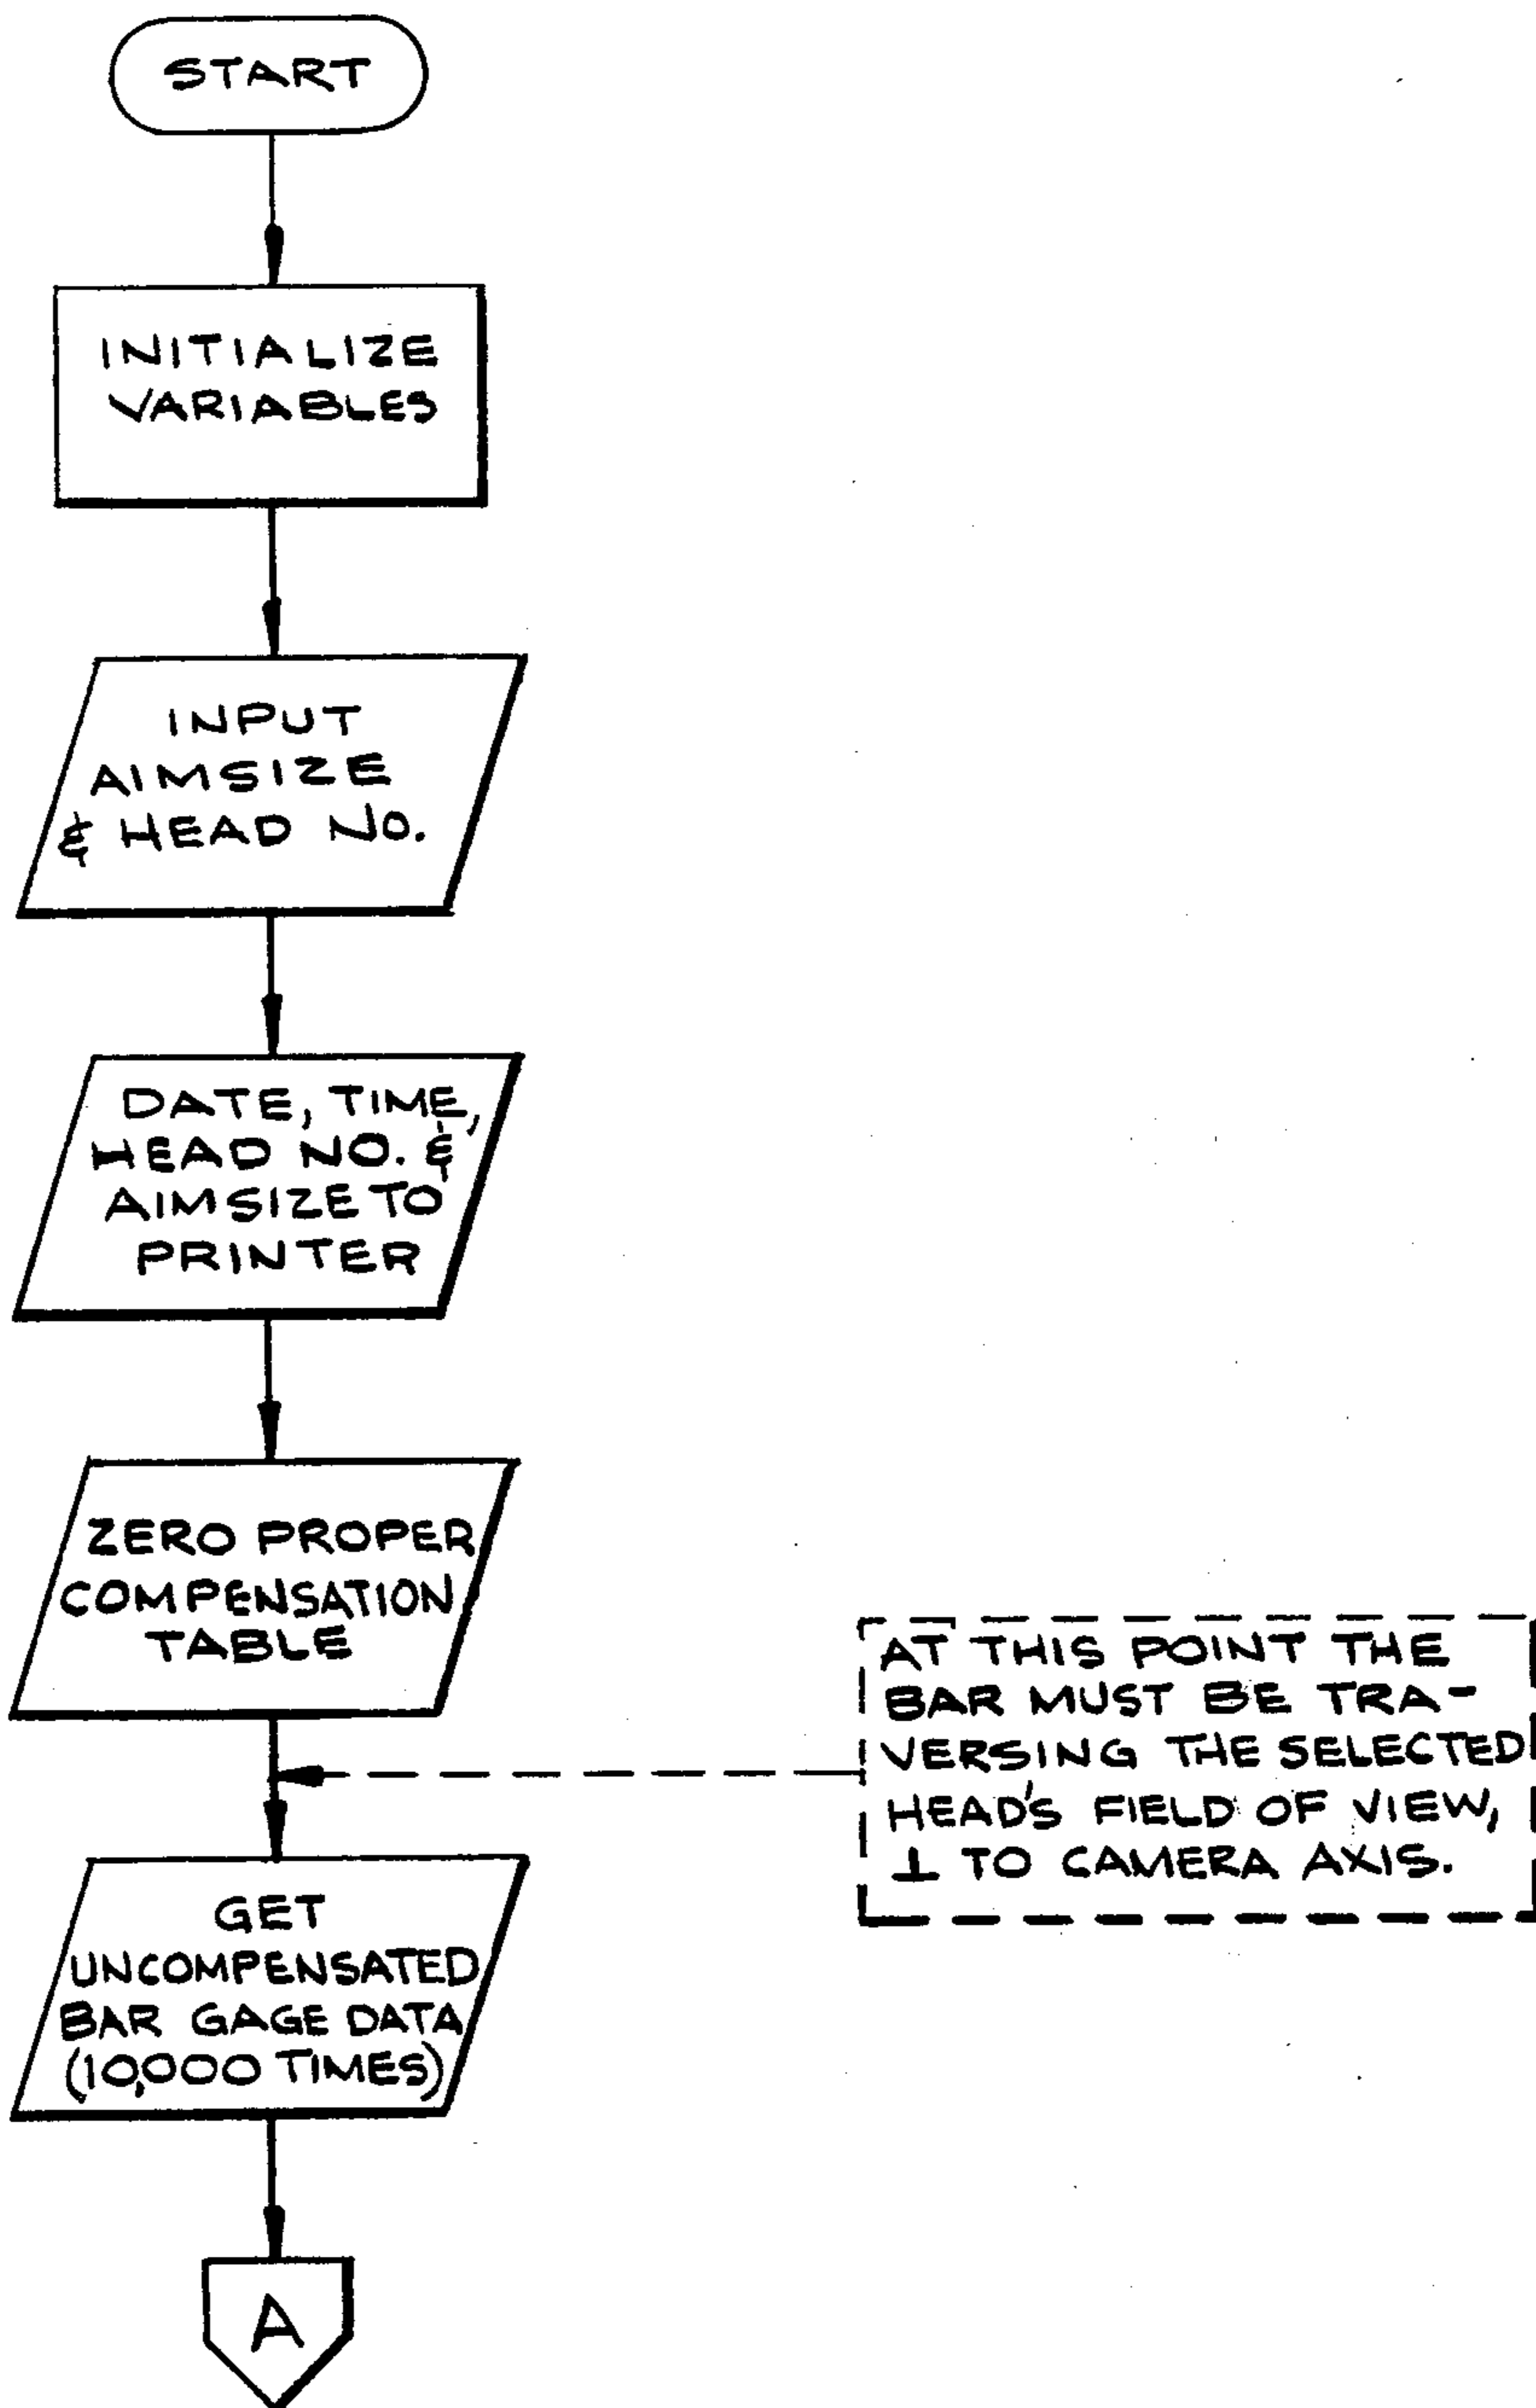 START
INITIALIZE
VARIABLES
INPUT
AIMSIZE
& HEAD NO.
DATE, TIME,
HEAD NO. &
AIMSIZE TO
PRINTER
ZERO PROPER
COMPENSATION
TABLE
AT THIS POINT THE
BAR MUST BE TRA-
VERSING THE SELECTED
HEAD'S FIELD OF VIEW,
⊥ TO CAMERA AXIS.
GET
UNCOMPENSATED
BAR GAGE DATA
(10,000 TIMES)
A